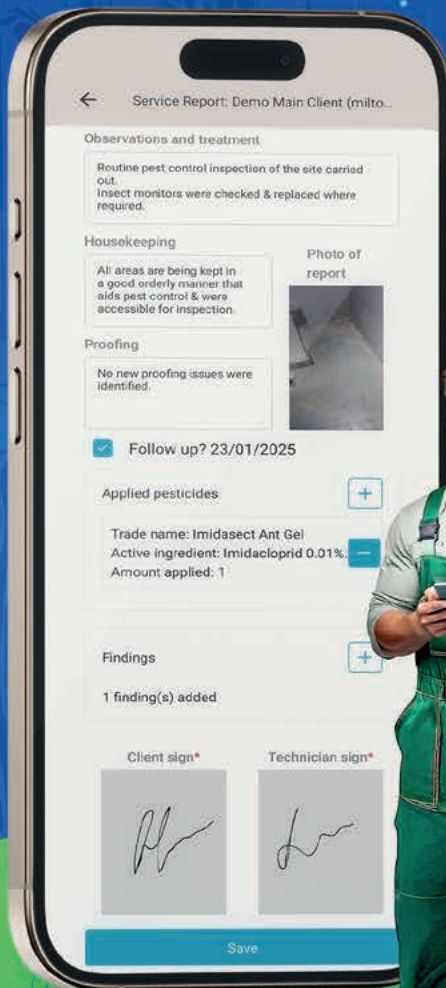 Service Report: Demo Main Client (milto...
Observations and treatment
Routine pest control inspection of the site carried
out.
Insect monitors were checked & replaced where
required.
Housekeeping
All areas are being kept in
a good orderly manner that
aids pest control & were
accessible for inspection.
Photo of
report
Proofing
No new proofing issues were
identified.
Follow up? 23/01/2025
Applied pesticides
Trade name: Imidasect Ant Gel
Active ingredient: Imidacloprid 0.01%.
Amount applied: 1
Findings
1 finding(s) added
Client sign*
Technician sign*
Save